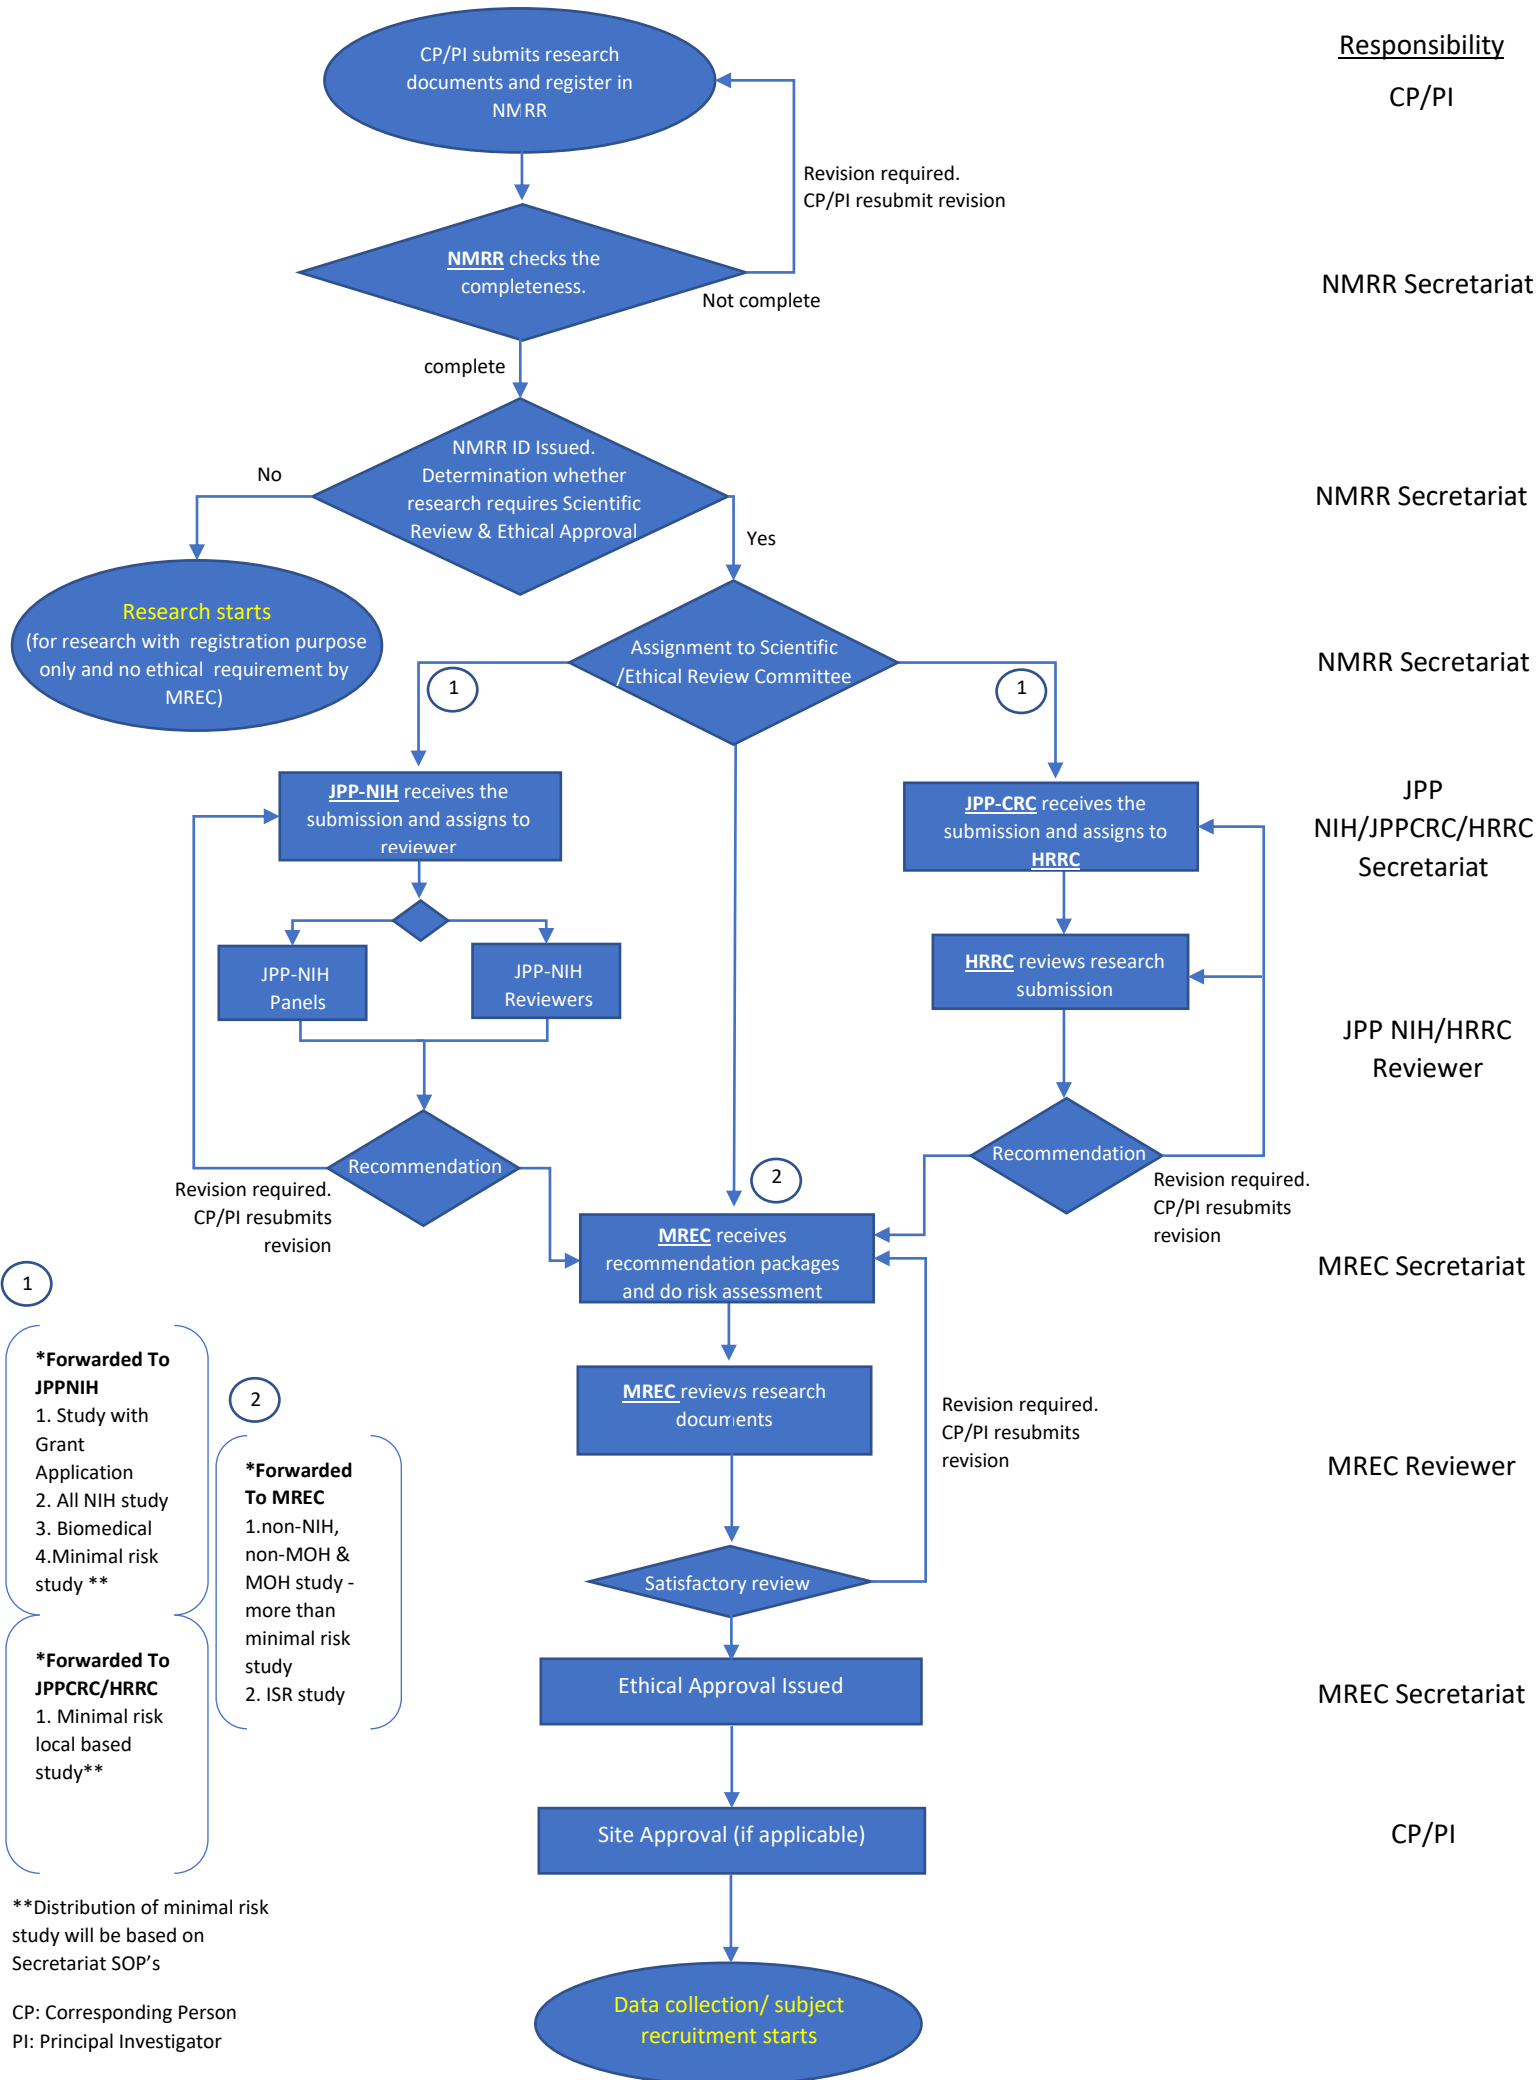 Responsibility
CP/PI submits research
documents and register in
NMRR
CP/PI
Revision required.
CP/PI resubmit revision
NMRR checks the
completeness.
Not complete
NMRR Secretariat
complete
NMRR ID Issued.
Determination whether
research requires Scientific
Review & Ethical Approval
No
Yes
NMRR Secretariat
Research starts
(for research with registration purpose
only and no ethical requirement by
MREC)
Assignment to Scientific
/Ethical Review Committee
NMRR Secretariat
1
1
JPP-NIH receives the
submission and assigns to
reviewer
JPP-CRC receives the
submission and assigns to
HRRC
JPP
NIH/JPPCRC/HRRC
Secretariat
JPP-NIH
Panels
JPP-NIH
Reviewers
HRRC reviews research
submission
JPP NIH/HRRC
Reviewer
Recommendation
Recommendation
Revision required.
CP/PI resubmits
revision
2
Revision required.
CP/PI resubmits
revision
MREC receives
recommendation packages
and do risk assessment
MREC Secretariat
1
*Forwarded To
JPPNIH
1. Study with
Grant
Application
2. All NIH study
3. Biomedical
4.Minimal risk
study **
*Forwarded To
JPPCRC/HRRC
1. Minimal risk
local based
study**
2
*Forwarded
To MREC
1.non-NIH,
non-MOH &
MOH study -
more than
minimal risk
study
2. ISR study
MREC reviews research
documents
Revision required.
CP/PI resubmits
revision
MREC Reviewer
Satisfactory review
Ethical Approval Issued
MREC Secretariat
Site Approval (if applicable)
CP/PI
**Distribution of minimal risk
study will be based on
Secretariat SOP's
CP: Corresponding Person
PI: Principal Investigator
Data collection/ subject
recruitment starts